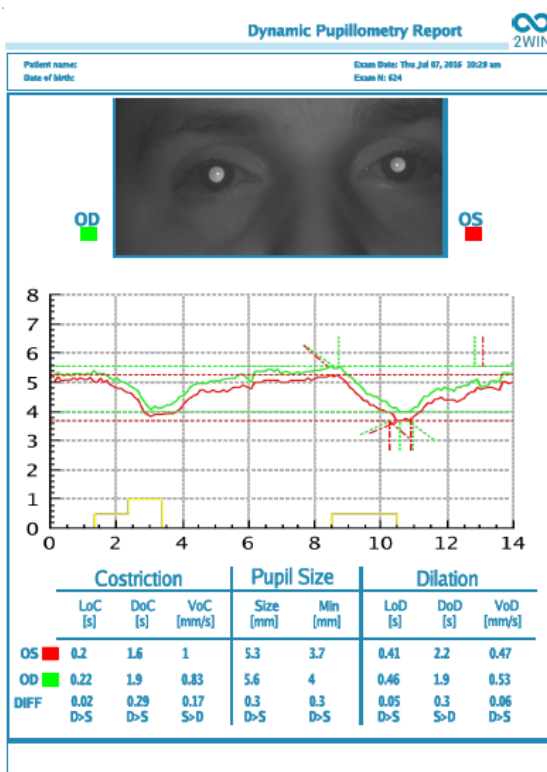 Dynamic Pupillometry Report
2WIN
Patient name:
Exam Date: Thu Jul 07, 2016 10:29 am
Date of birth:
Exam N: 624
OD
OS
8
7
6
5
4
3
2
1
0
0 2 4 6 8 10 12 14
Costriction Pupil Size Dilation
LoC DoC VoC Size Min LoD DoD VoD
[s] [s] [mm/s] [mm] [mm] [s] [s] [mm/s]
OS 0.2 1.6 1 5.3 3.7 0.41 2.2 0.47
OD 0.22 1.9 0.83 5.6 4 0.46 1.9 0.53
DIFF 0.02 0.29 0.17 0.3 0.3 0.05 0.3 0.06
D>S D>S S>D D>S D>S D>S S>D D>S